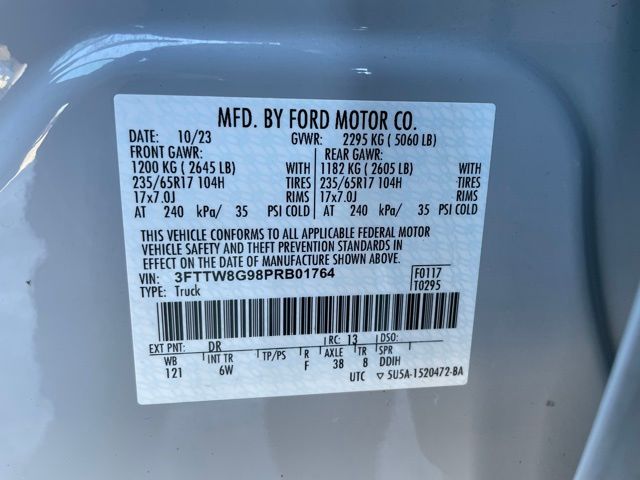 MFD. BY FORD MOTOR CO.
DATE: 10/23 GVWR: 2295 KG ( 5060 LB)
FRONT GAWR: REAR GAWR:
1200 KG ( 2645 LB) WITH 1182 KG ( 2605 LB) WITH
235/65R17 104H TIRES 235/65R17 104H TIRES
17x7.0J RIMS 17x7.0J RIMS
AT 240 kPa/ 35 PSI COLD AT 240 kPa/ 35 PSI COLD
THIS VEHICLE CONFORMS TO ALL APPLICABLE FEDERAL MOTOR
VEHICLE SAFETY AND THEFT PREVENTION STANDARDS IN
EFFECT ON THE DATE OF MANUFACTURE SHOWN ABOVE.
VIN: 3FTTW8G98PRB01764 F0117
TYPE: Truck T0295
EXT PNT: DR RC: 13 DSO:
WB INT TR TP/PS R AXLE TR SPR
121 6W F 38 8 DDIH
UTC 5U5A-1520472-BA